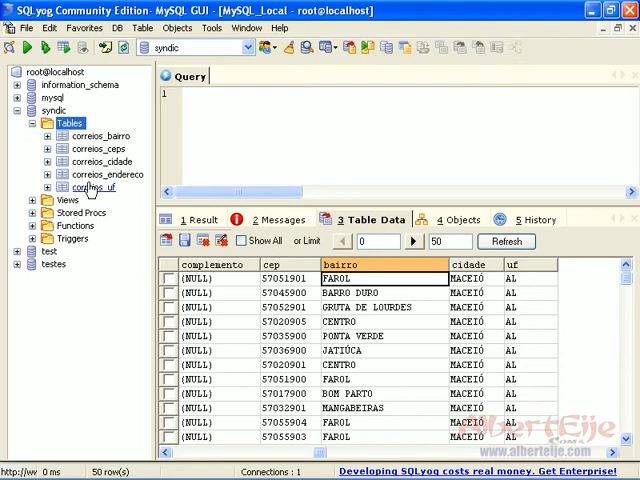 SQLyog Community Edition- MySQL GUI - [MySQL_Local - root@localhost]
File Edit Favorites DB Table Objects Tools Window Help
syndic
root@localhost
information_schema
mysql
syndic
Tables
correios_bairro
correios_ceps
correios_cidade
correios_endereco
correios_uf
Views
Stored Procs
Functions
Triggers
test
testes
Query
1
1 Result 2 Messages 3 Table Data 4 Objects 5 History
Show All or Limit 0 50 Refresh
complemento cep bairro cidade uf
(NULL) 57051901 FAROL MACEIÓ AL
(NULL) 57045900 BARRO DURO MACEIÓ AL
(NULL) 57052901 GRUTA DE LOURDES MACEIÓ AL
(NULL) 57020905 CENTRO MACEIÓ AL
(NULL) 57035900 PONTA VERDE MACEIÓ AL
(NULL) 57036900 JATIÚCA MACEIÓ AL
(NULL) 57020901 CENTRO MACEIÓ AL
(NULL) 57051900 FAROL MACEIÓ AL
(NULL) 57017900 BOM PARTO MACEIÓ AL
(NULL) 57032901 MANGABEIRAS MACEIÓ AL
(NULL) 57055904 FAROL MACEIÓ AL
(NULL) 57055903 FAROL MACEIÓ AL
AlbertEije
.Com
www.alberteije.com
http://ww 0 ms 50 row(s) Connections : 1 Developing SQLyog costs real money. Get Enterprise!